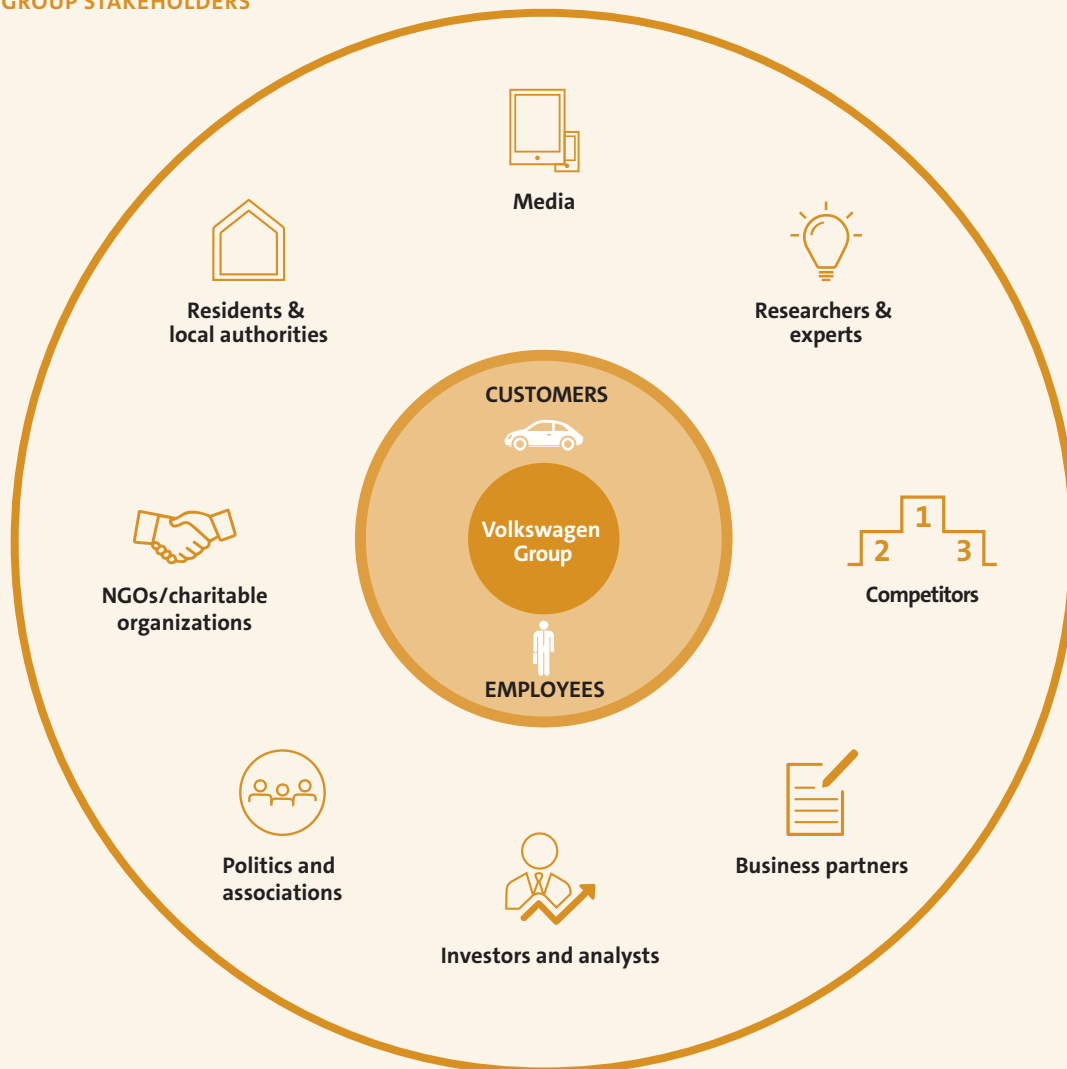 GROUP STAKEHOLDERS
Media
Residents &
local authorities
Researchers &
experts
CUSTOMERS
Volkswagen
Group
EMPLOYEES
NGOs/charitable
organizations
1
2
3
Competitors
Politics and
associations
Business partners
Investors and analysts